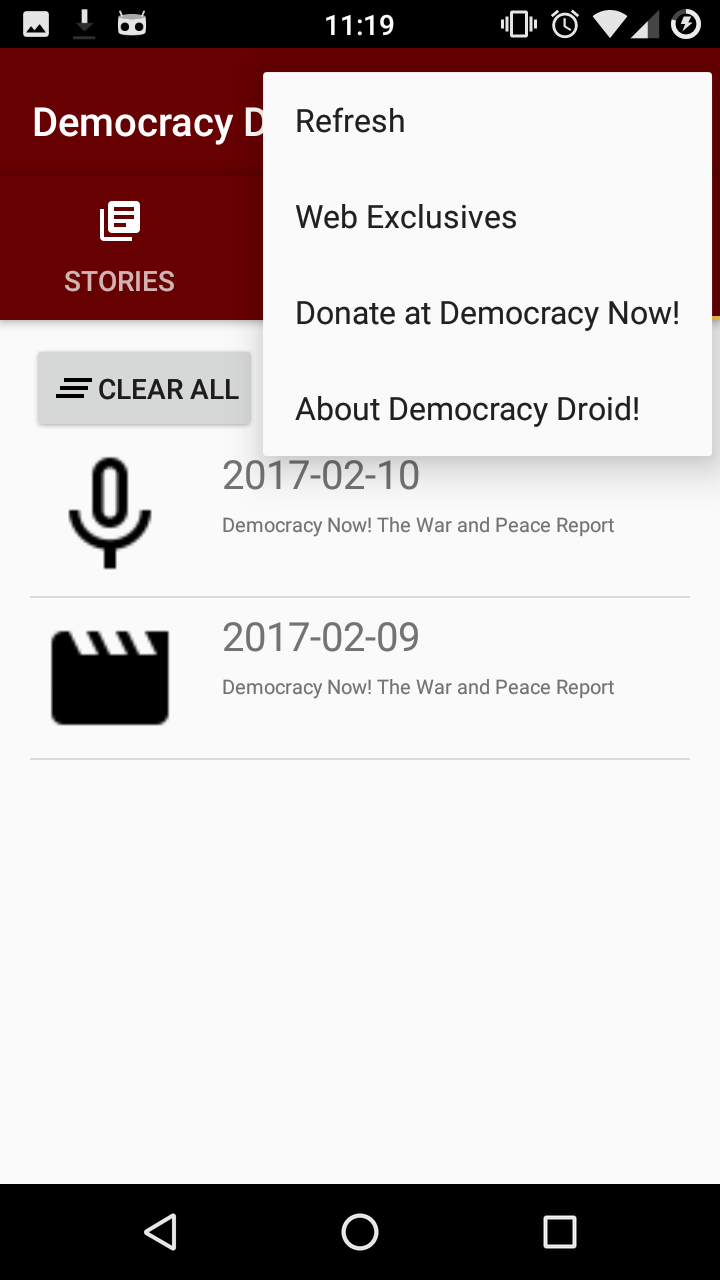 11:19
Democracy D
Refresh
Web Exclusives
Donate at Democracy Now!
About Democracy Droid!
STORIES
CLEAR ALL
2017-02-10
Democracy Now! The War and Peace Report
2017-02-09
Democracy Now! The War and Peace Report